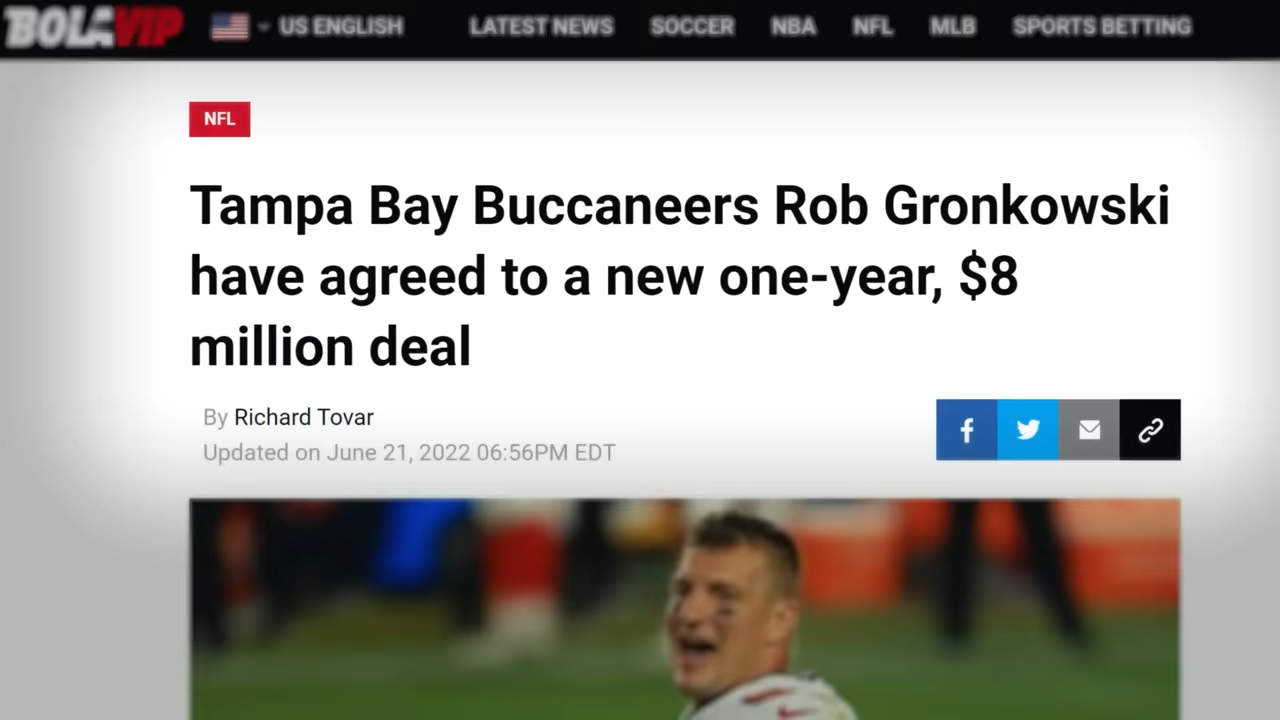 BOLAVIP US ENGLISH LATEST NEWS SOCCER NBA NFL MLB SPORTS BETTING
NFL
Tampa Bay Buccaneers Rob Gronkowski
have agreed to a new one-year, $8
million deal
By Richard Tovar
Updated on June 21, 2022 06:56PM EDT